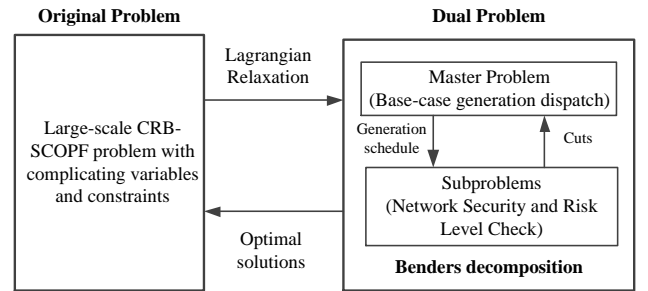 Original Problem
Dual Problem
Large-scale CRB-
SCOPF problem with
complicating variables
and constraints
Lagrangian
Relaxation
Optimal
solutions
Master Problem
(Base-case generation dispatch)
Generation
schedule
Cuts
Subproblems
(Network Security and Risk
Level Check)
Benders decomposition